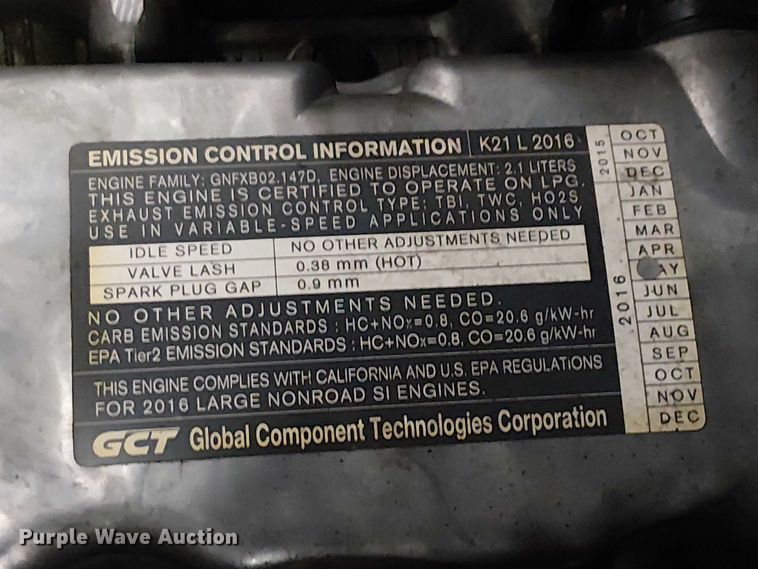 EMISSION CONTROL INFORMATION K21 L 2016
ENGINE FAMILY: GNFXB02.147D, ENGINE DISPLACEMENT: 2.1 LITERS
THIS ENGINE IS CERTIFIED TO OPERATE ON LPG.
EXHAUST EMISSION CONTROL TYPE: TBI, TWC, HO2S
USE IN VARIABLE-SPEED APPLICATIONS ONLY
IDLE SPEED NO OTHER ADJUSTMENTS NEEDED
VALVE LASH 0.38 mm (HOT)
SPARK PLUG GAP 0.9 mm
NO OTHER ADJUSTMENTS NEEDED.
CARB EMISSION STANDARDS : HC+NOx=0.8, CO=20.6 g/kW-hr
EPA Tier2 EMISSION STANDARDS : HC+NOx=0.8, CO=20.6 g/kW-hr
THIS ENGINE COMPLIES WITH CALIFORNIA AND U.S. EPA REGULATIONS
FOR 2016 LARGE NONROAD SI ENGINES.
GCT Global Component Technologies Corporation
2015
OCT
NOV
DEC
2016
JAN
FEB
MAR
APR
MAY
JUN
JUL
AUG
SEP
OCT
NOV
DEC
Purple Wave Auction